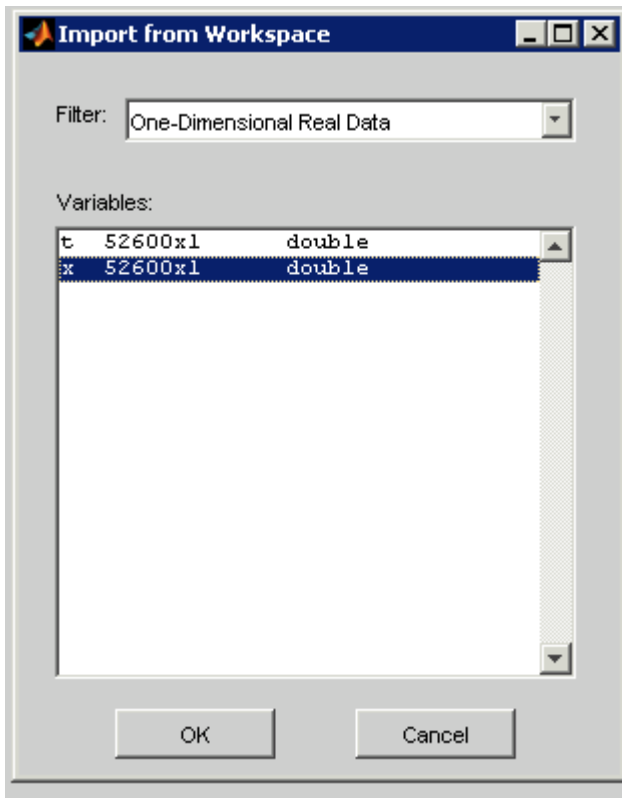 Import from Workspace
Filter: One-Dimensional Real Data
Variables:
t 52600x1 double
x 52600x1 double
OK Cancel